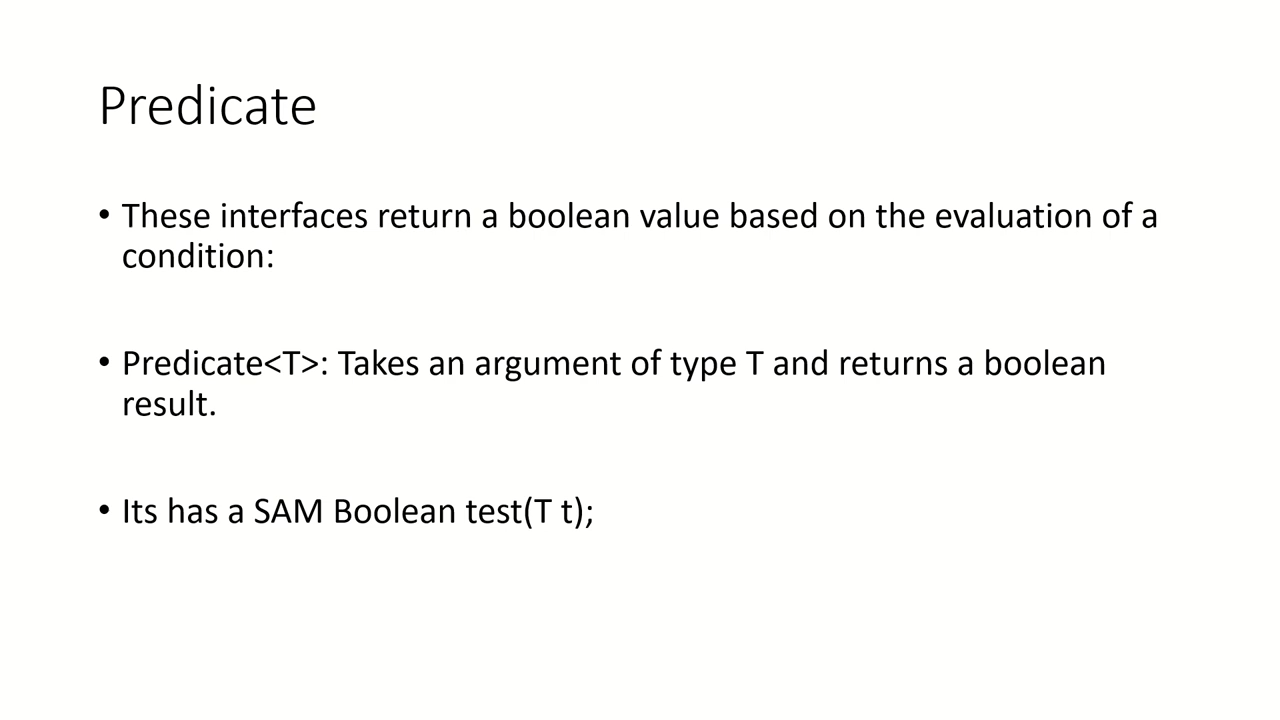 Predicate
• These interfaces return a boolean value based on the evaluation of a
condition:
• Predicate<T>: Takes an argument of type T and returns a boolean
result.
• Its has a SAM Boolean test(T t);